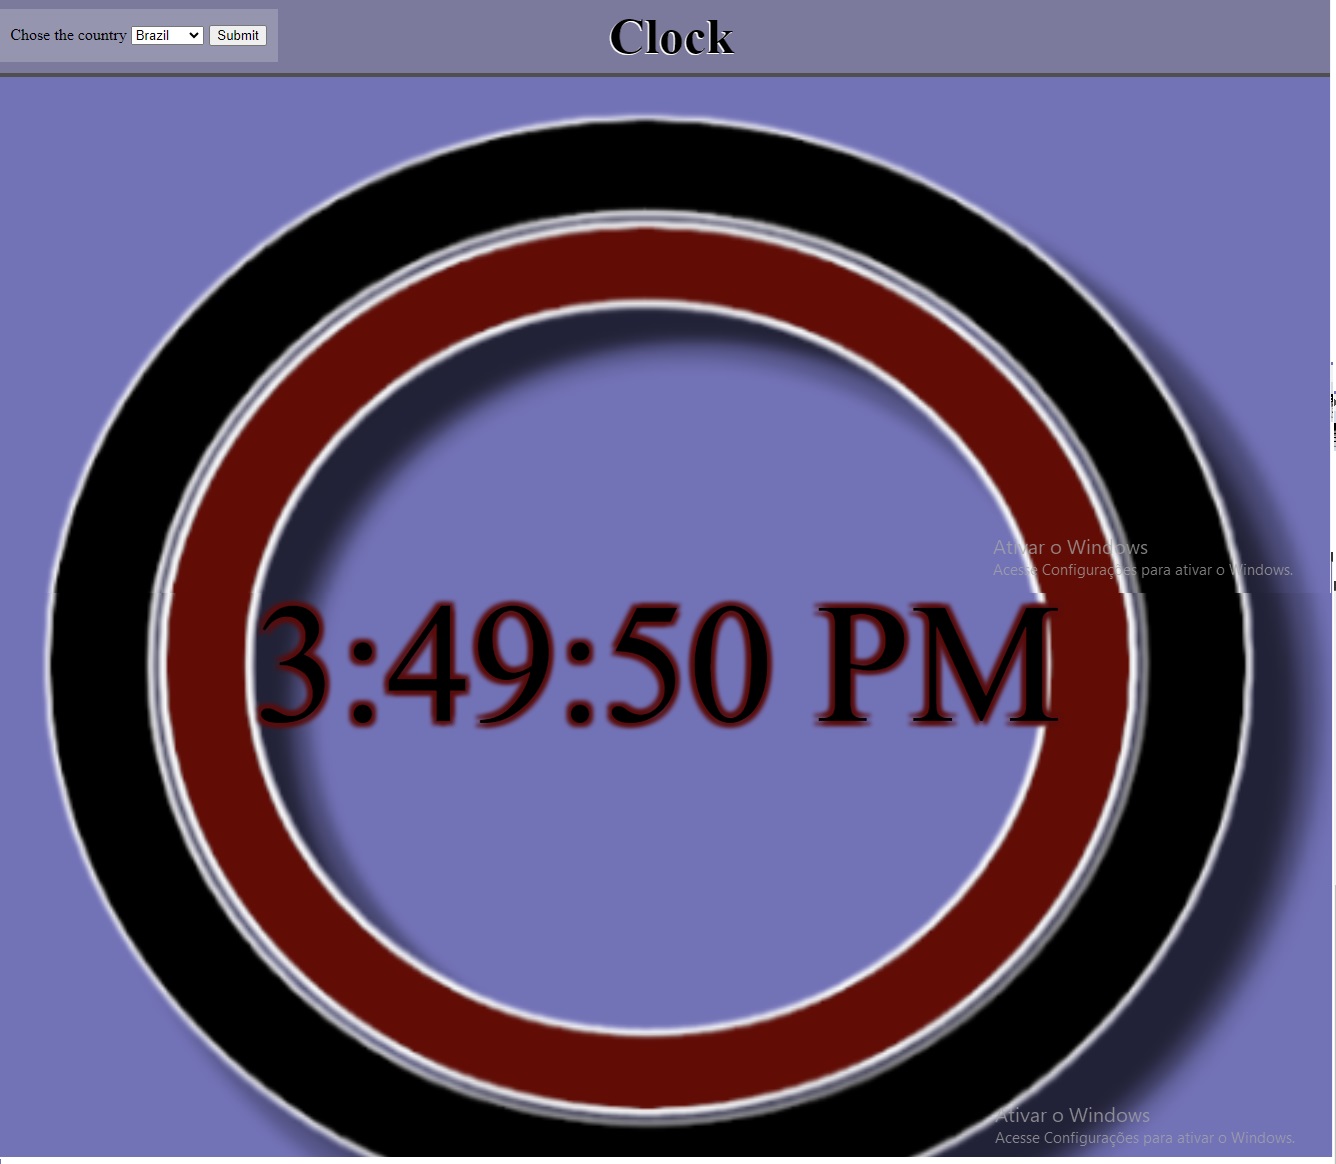 Chose the country Brazil Submit
Clock
Ativar o Windows
Acesse Configurações para ativar o Windows.
3:49:50 PM
Ativar o Windows
Acesse Configurações para ativar o Windows.